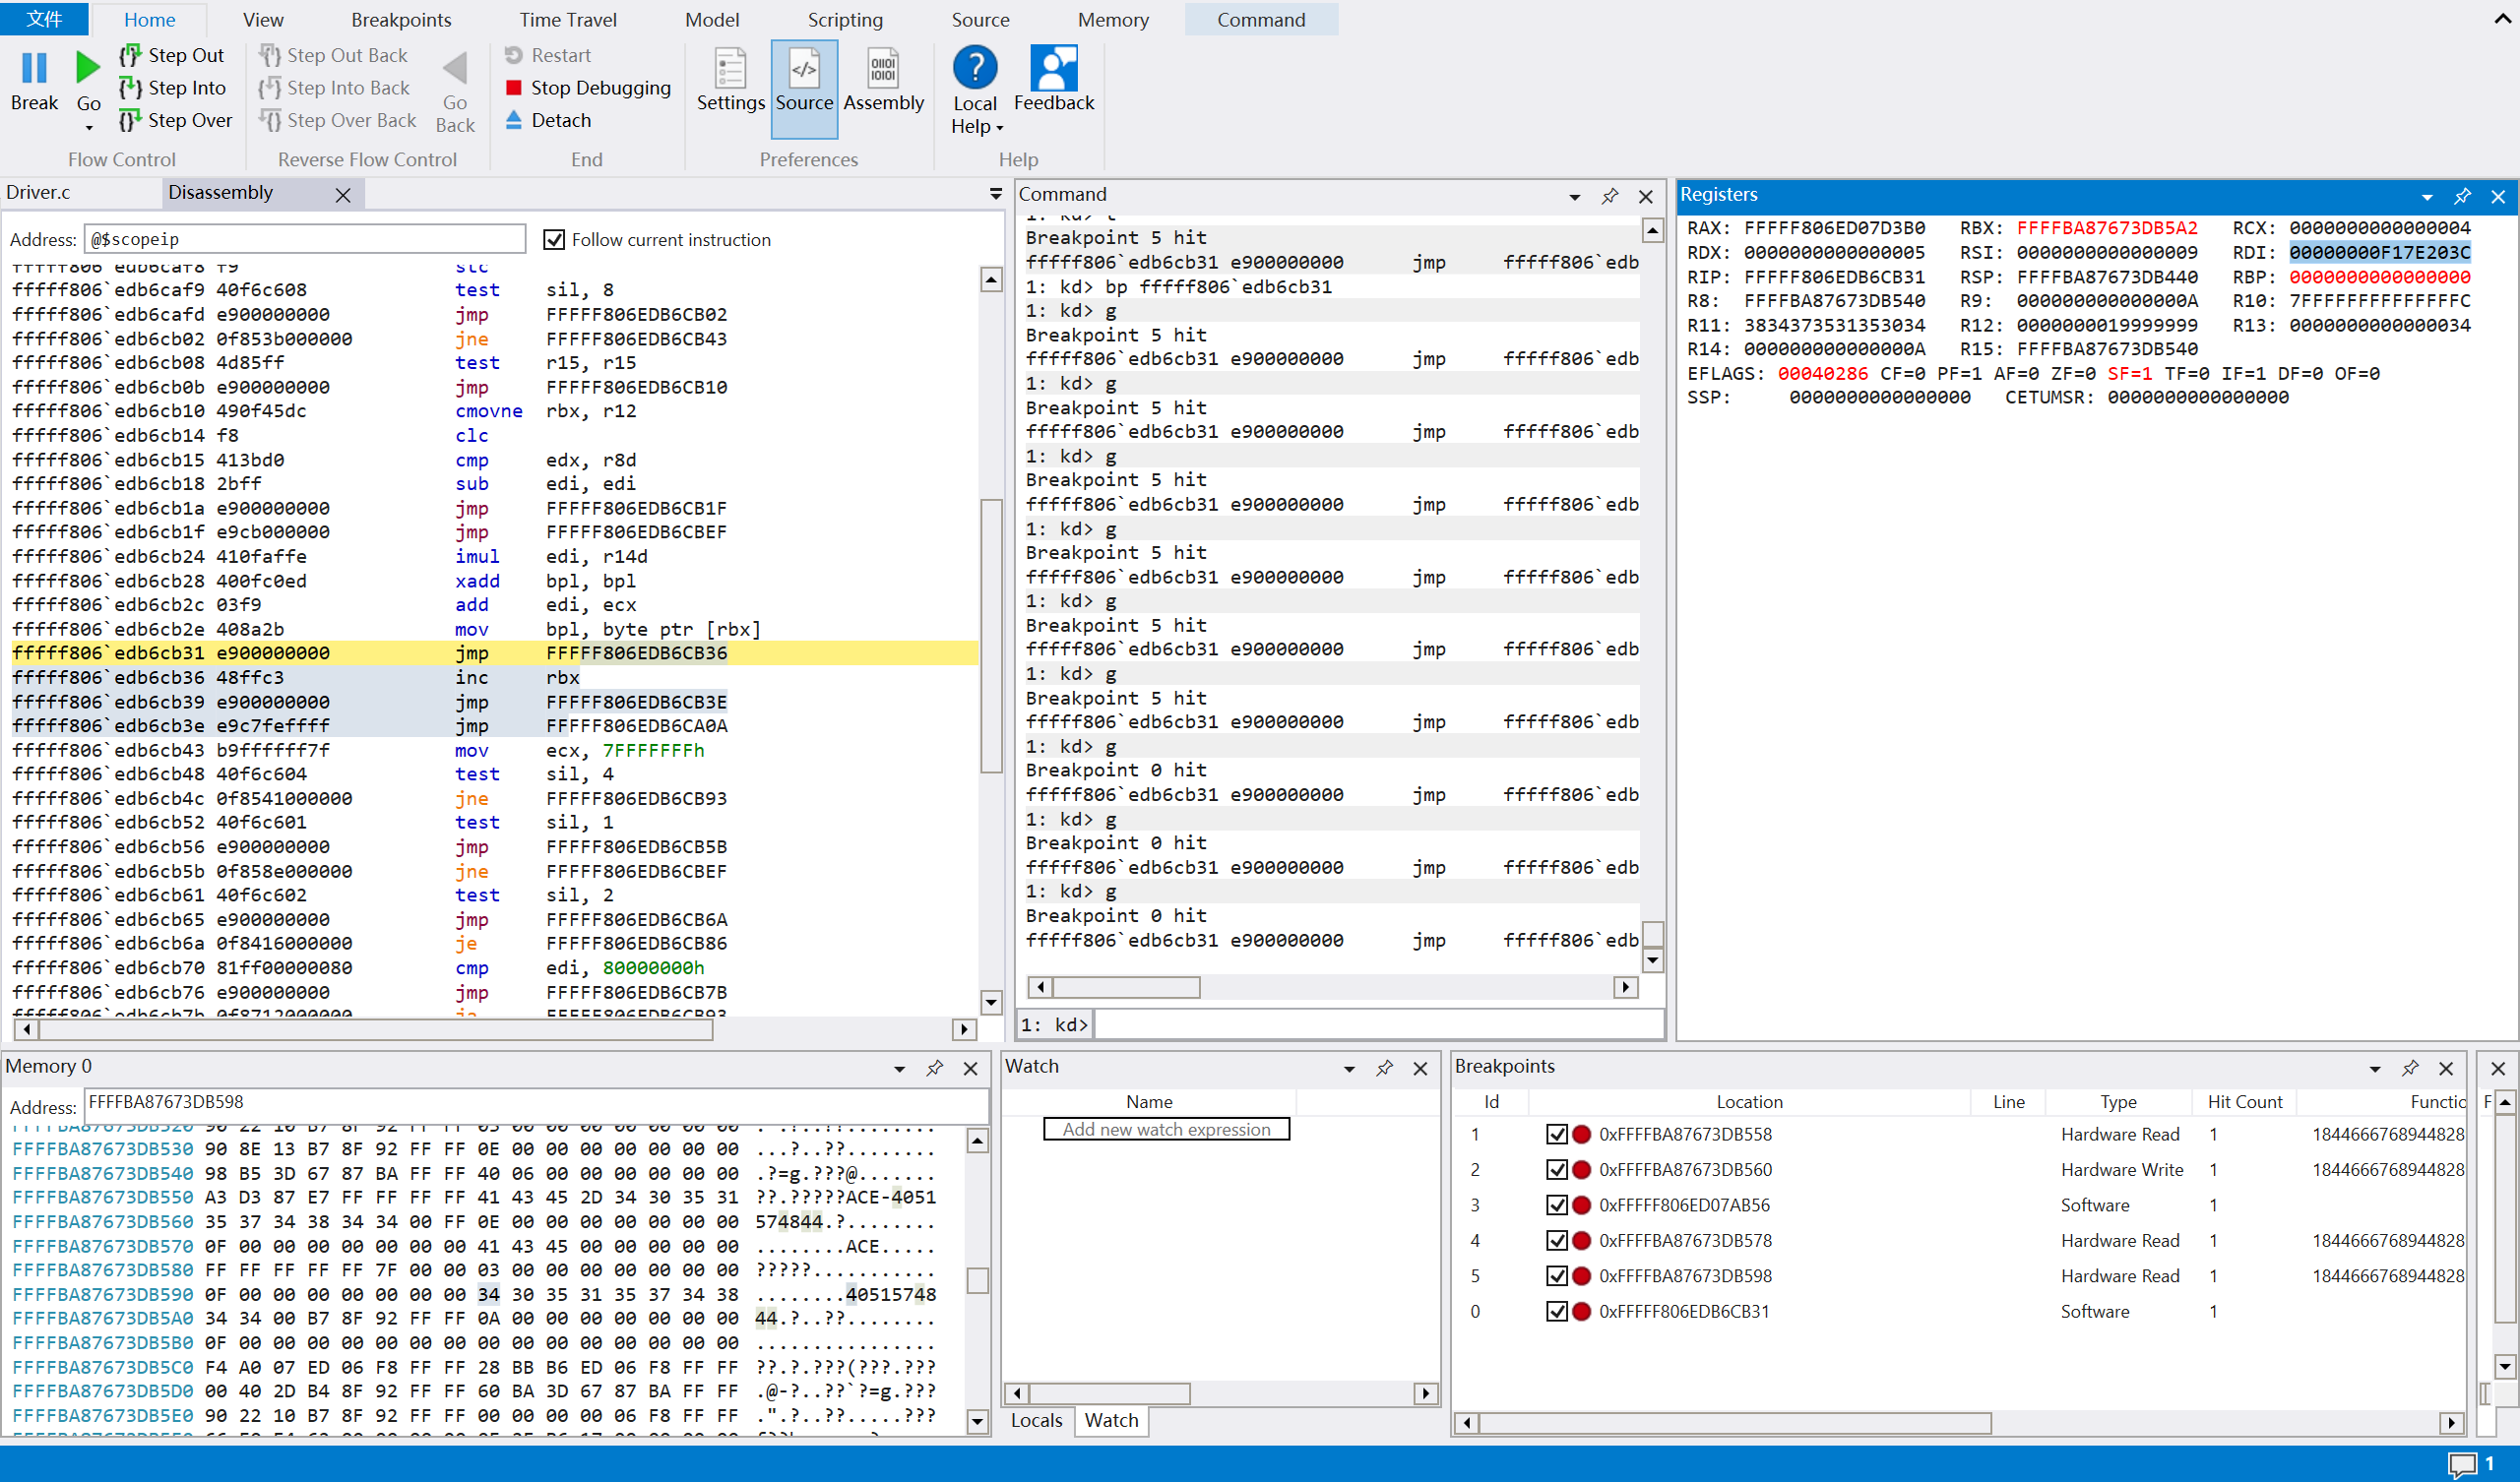 文件 Home View Breakpoints Time Travel Model Scripting Source Memory Command
Break
Go
Step Out
Step Into
Step Over
Flow Control
Step Out Back
Step Into Back
Step Over Back
Go Back
Reverse Flow Control
Restart
Stop Debugging
Detach
End
Settings
Source
Assembly
Preferences
Local Help
Feedback
Help
Driver.c Disassembly
Address: @$scopeip Follow current instruction
fffff806`edb6caf8 f9 stc
fffff806`edb6caf9 40f6c608 test sil, 8
fffff806`edb6cafd e900000000 jmp FFFFF806EDB6CB02
fffff806`edb6cb02 0f853b000000 jne FFFFF806EDB6CB43
fffff806`edb6cb08 4d85ff test r15, r15
fffff806`edb6cb0b e900000000 jmp FFFFF806EDB6CB10
fffff806`edb6cb10 490f45dc cmovne rbx, r12
fffff806`edb6cb14 f8 clc
fffff806`edb6cb15 413bd0 cmp edx, r8d
fffff806`edb6cb18 2bff sub edi, edi
fffff806`edb6cb1a e900000000 jmp FFFFF806EDB6CB1F
fffff806`edb6cb1f e9cb000000 jmp FFFFF806EDB6CBEF
fffff806`edb6cb24 410faffe imul edi, r14d
fffff806`edb6cb28 400fc0ed xadd bpl, bpl
fffff806`edb6cb2c 03f9 add edi, ecx
fffff806`edb6cb2e 408a2b mov bpl, byte ptr [rbx]
fffff806`edb6cb31 e900000000 jmp FFFFF806EDB6CB36
fffff806`edb6cb36 48ffc3 inc rbx
fffff806`edb6cb39 e900000000 jmp FFFFF806EDB6CB3E
fffff806`edb6cb3e e9c7feffff jmp FFFFF806EDB6CA0A
fffff806`edb6cb43 b9ffffff7f mov ecx, 7FFFFFFFh
fffff806`edb6cb48 40f6c604 test sil, 4
fffff806`edb6cb4c 0f8541000000 jne FFFFF806EDB6CB93
fffff806`edb6cb52 40f6c601 test sil, 1
fffff806`edb6cb56 e900000000 jmp FFFFF806EDB6CB5B
fffff806`edb6cb5b 0f858e000000 jne FFFFF806EDB6CBEF
fffff806`edb6cb61 40f6c602 test sil, 2
fffff806`edb6cb65 e900000000 jmp FFFFF806EDB6CB6A
fffff806`edb6cb6a 0f8416000000 je FFFFF806EDB6CB86
fffff806`edb6cb70 81ff00000080 cmp edi, 80000000h
fffff806`edb6cb76 e900000000 jmp FFFFF806EDB6CB7B
fffff806`edb6cb7b 0f8712000000 ja FFFFF806EDB6CB93
Command
1: kd> t
Breakpoint 5 hit
fffff806`edb6cb31 e900000000 jmp fffff806`edb
1: kd> bp fffff806`edb6cb31
1: kd> g
Breakpoint 5 hit
fffff806`edb6cb31 e900000000 jmp fffff806`edb
1: kd> g
Breakpoint 5 hit
fffff806`edb6cb31 e900000000 jmp fffff806`edb
1: kd> g
Breakpoint 5 hit
fffff806`edb6cb31 e900000000 jmp fffff806`edb
1: kd> g
Breakpoint 5 hit
fffff806`edb6cb31 e900000000 jmp fffff806`edb
1: kd> g
Breakpoint 5 hit
fffff806`edb6cb31 e900000000 jmp fffff806`edb
1: kd> g
Breakpoint 5 hit
fffff806`edb6cb31 e900000000 jmp fffff806`edb
1: kd> g
Breakpoint 0 hit
fffff806`edb6cb31 e900000000 jmp fffff806`edb
1: kd> g
Breakpoint 0 hit
fffff806`edb6cb31 e900000000 jmp fffff806`edb
1: kd> g
Breakpoint 0 hit
fffff806`edb6cb31 e900000000 jmp fffff806`edb
1: kd>
Registers
RAX: FFFFF806ED07D3B0 RBX: FFFFBA87673DB5A2 RCX: 0000000000000004
RDX: 0000000000000005 RSI: 0000000000000009 RDI: 00000000F17E203C
RIP: FFFFF806EDB6CB31 RSP: FFFFBA87673DB440 RBP: 0000000000000000
R8: FFFFBA87673DB540 R9: 000000000000000A R10: 7FFFFFFFFFFFFFFC
R11: 3834373531353034 R12: 0000000019999999 R13: 0000000000000034
R14: 000000000000000A R15: FFFFBA87673DB540
EFLAGS: 00040286 CF=0 PF=1 AF=0 ZF=0 SF=1 TF=0 IF=1 DF=0 OF=0
SSP: 0000000000000000 CETUMSR: 0000000000000000
Memory 0
Address: FFFFBA87673DB598
FFFFBA87673DB520 90 22 10 B7 8F 92 FF FF 03 00 00 00 00 00 00 00
FFFFBA87673DB530 90 8E 13 B7 8F 92 FF FF 0E 00 00 00 00 00 00 00 ...?..??........
FFFFBA87673DB540 98 B5 3D 67 87 BA FF FF 40 06 00 00 00 00 00 00 .?=g.???@.......
FFFFBA87673DB550 A3 D3 87 E7 FF FF FF FF 41 43 45 2D 34 30 35 31 ??.?????ACE-4051
FFFFBA87673DB560 35 37 34 38 34 34 00 FF 0E 00 00 00 00 00 00 00 574844.?........
FFFFBA87673DB570 0F 00 00 00 00 00 00 00 41 43 45 00 00 00 00 00 ........ACE.....
FFFFBA87673DB580 FF FF FF FF FF 7F 00 00 03 00 00 00 00 00 00 00 ?????...........
FFFFBA87673DB590 0F 00 00 00 00 00 00 00 34 30 35 31 35 37 34 38 ........40515748
FFFFBA87673DB5A0 34 34 00 B7 8F 92 FF FF 0A 00 00 00 00 00 00 00 44.?..??........
FFFFBA87673DB5B0 0F 00 00 00 00 00 00 00 00 00 00 00 00 00 00 00 ................
FFFFBA87673DB5C0 F4 A0 07 ED 06 F8 FF FF 28 BB B6 ED 06 F8 FF FF ??.?.???(???.???
FFFFBA87673DB5D0 00 40 2D B4 8F 92 FF FF 60 BA 3D 67 87 BA FF FF .@-?..??`?=g.???
FFFFBA87673DB5E0 90 22 10 B7 8F 92 FF FF 00 00 00 00 06 F8 FF FF .".?..??.....???
Watch
Name
Add new watch expression
Locals Watch
Breakpoints
Id Location Line Type Hit Count Functio
1 0xFFFFBA87673DB558 Hardware Read 1 1844666768944828
2 0xFFFFBA87673DB560 Hardware Write 1 1844666768944828
3 0xFFFFF806ED07AB56 Software 1
4 0xFFFFBA87673DB578 Hardware Read 1 1844666768944828
5 0xFFFFBA87673DB598 Hardware Read 1 1844666768944828
0 0xFFFFF806EDB6CB31 Software 1
F
1